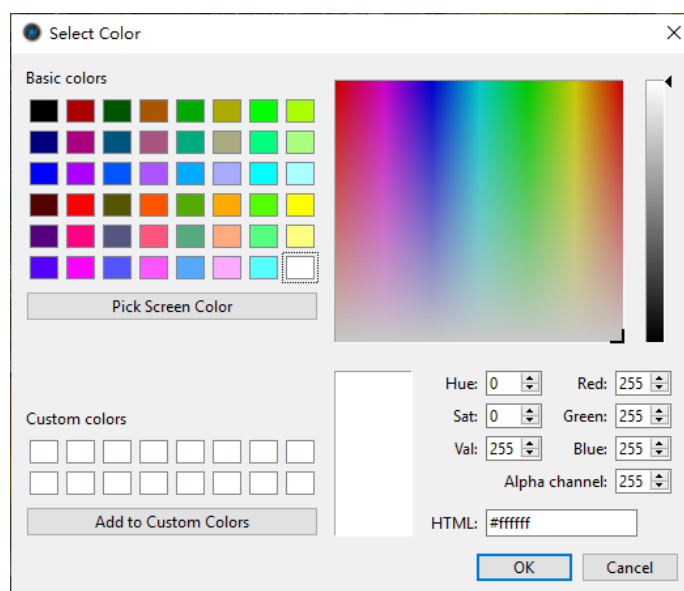 Select Color
Basic colors
Pick Screen Color
Hue: 0 Red: 255
Custom colors
Sat: 0 Green: 255
Val: 255 Blue: 255
Alpha channel: 255
Add to Custom Colors
HTML: #ffffff
OK Cancel